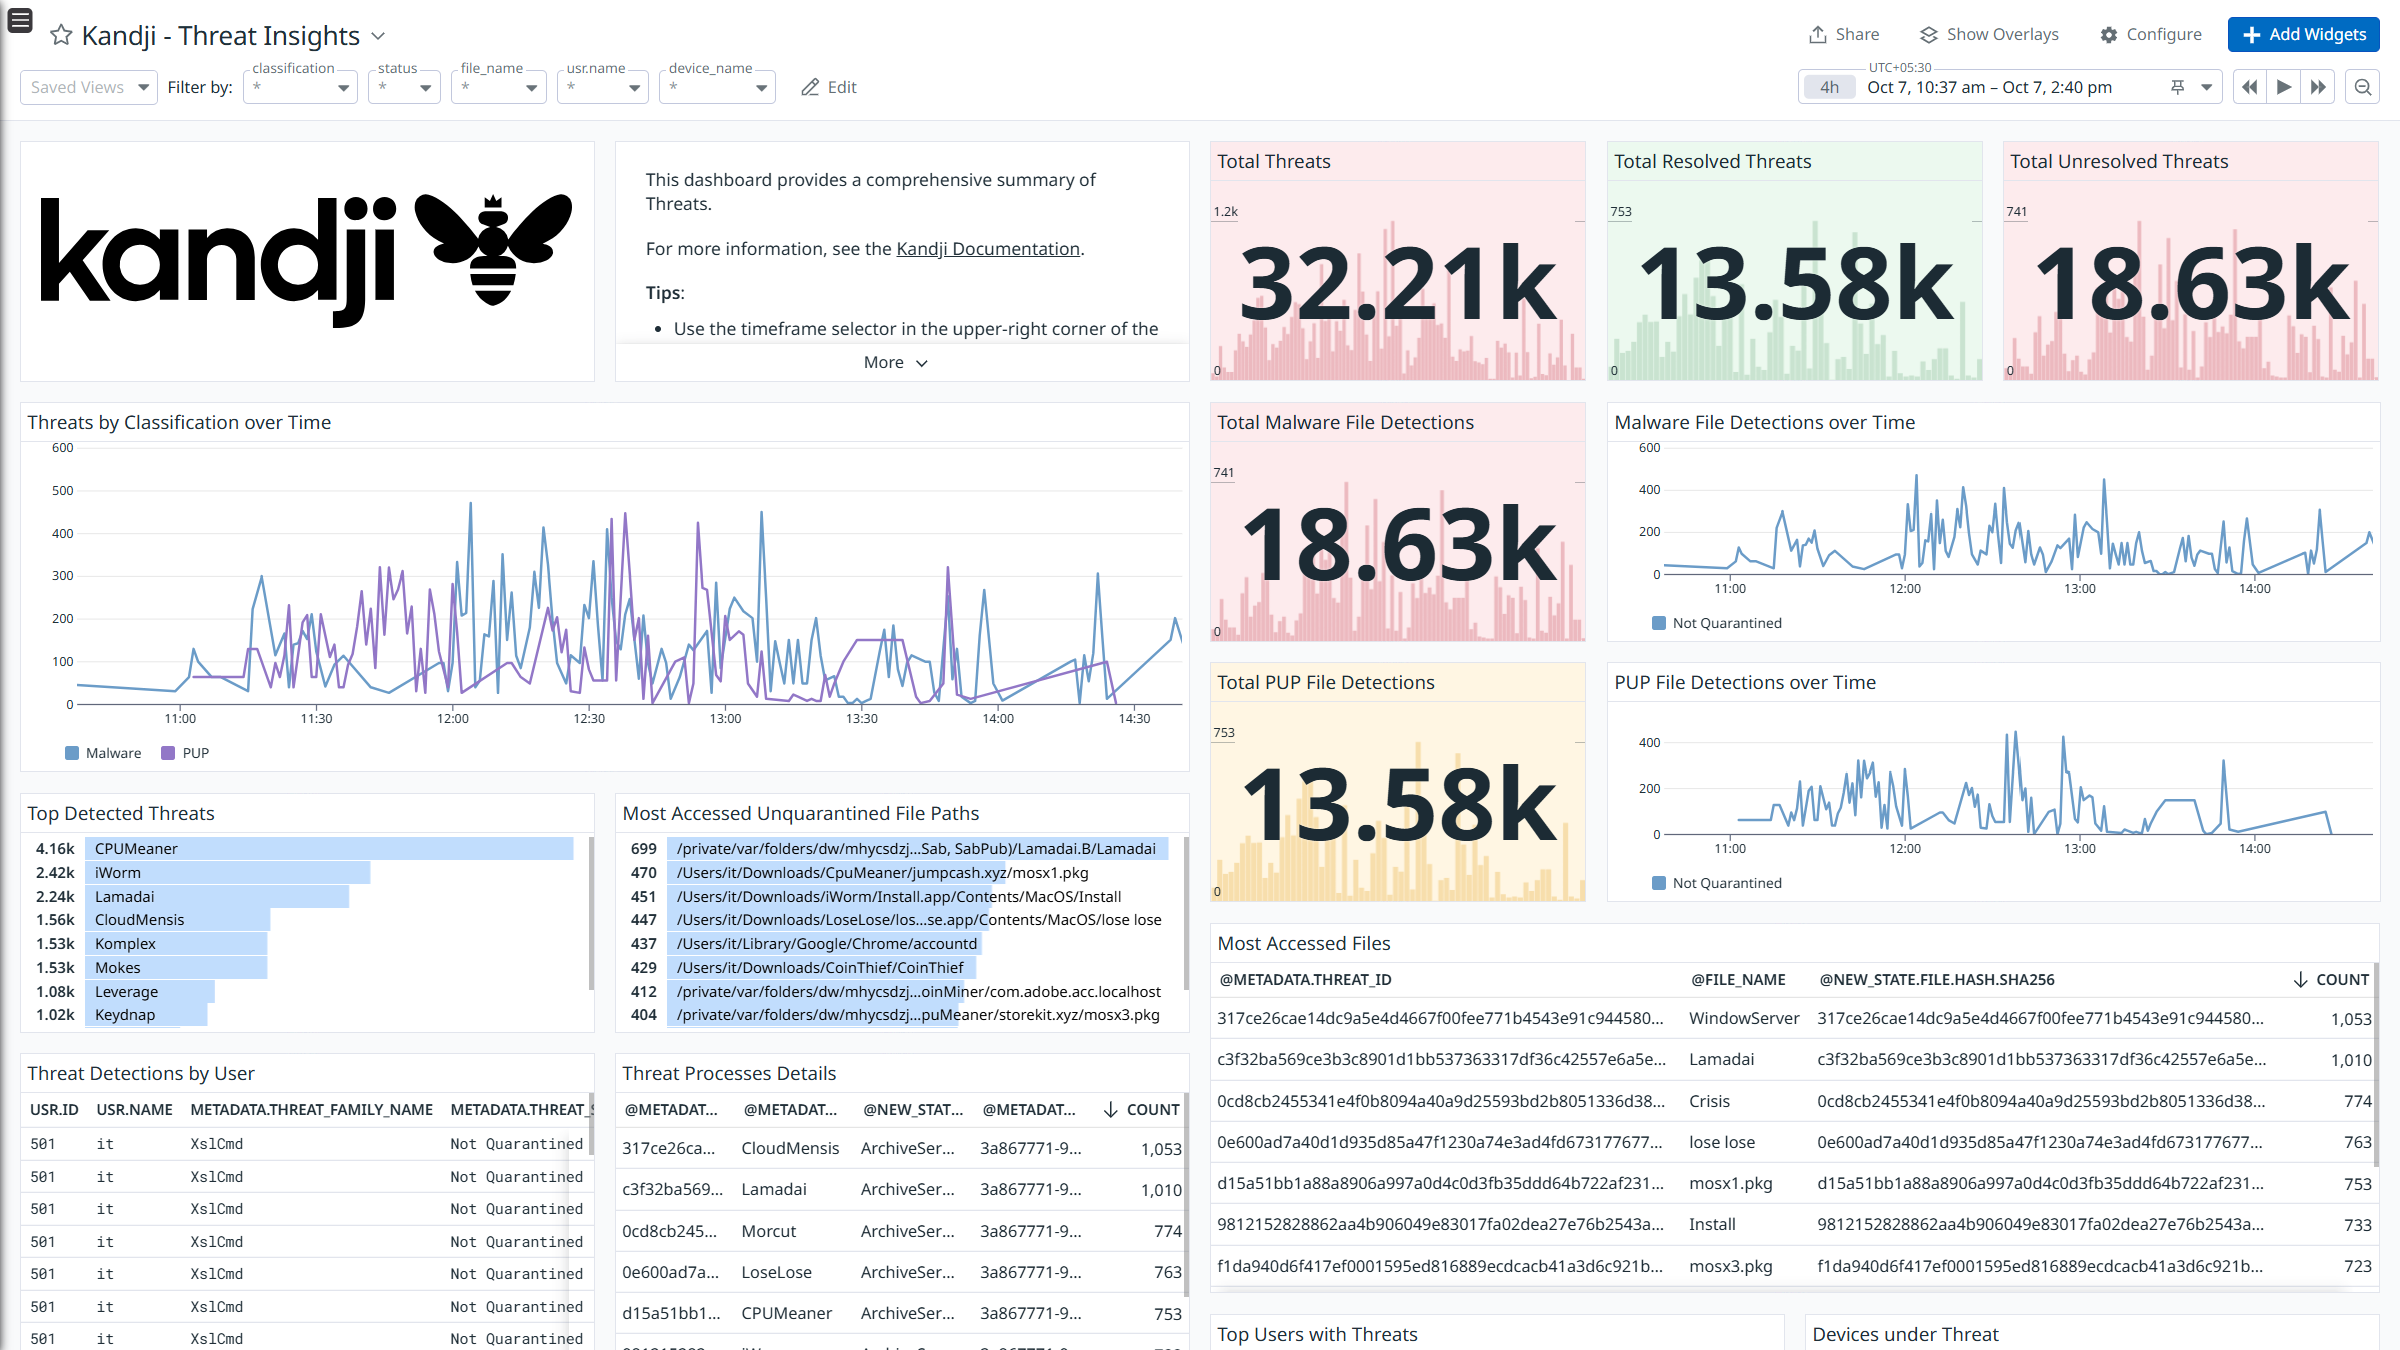 Kandji - Threat Insights
Share
Show Overlays
Configure
Add Widgets
Saved Views
Filter by:
classification
*
status
*
file_name
*
usr.name
*
device_name
*
Edit
UTC+05:30
4h
Oct 7, 10:37 am – Oct 7, 2:40 pm
kandji
This dashboard provides a comprehensive summary of
Threats.
For more information, see the Kandji Documentation.
Tips:
• Use the timeframe selector in the upper-right corner of the
More
Total Threats
1.2k
32.21k
0
Total Resolved Threats
753
13.58k
0
Total Unresolved Threats
741
18.63k
0
Threats by Classification over Time
600
500
400
300
200
100
0
11:00
11:30
12:00
12:30
13:00
13:30
14:00
14:30
Malware
PUP
Total Malware File Detections
741
18.63k
0
Malware File Detections over Time
600
400
200
0
11:00
12:00
13:00
14:00
Not Quarantined
Total PUP File Detections
753
13.58k
0
PUP File Detections over Time
400
200
0
11:00
12:00
13:00
14:00
Not Quarantined
Top Detected Threats
4.16k CPUMeaner
2.42k iWorm
2.24k Lamadai
1.56k CloudMensis
1.53k Komplex
1.53k Mokes
1.08k Leverage
1.02k Keydnap
Most Accessed Unquarantined File Paths
699 /private/var/folders/dw/mhycsdzj...Sab, SabPub)/Lamadai.B/Lamadai
470 /Users/it/Downloads/CpuMeaner/jumpcash.xyz/mosx1.pkg
451 /Users/it/Downloads/iWorm/Install.app/Contents/MacOS/Install
447 /Users/it/Downloads/LoseLose/los...se.app/Contents/MacOS/lose lose
437 /Users/it/Library/Google/Chrome/accountd
429 /Users/it/Downloads/CoinThief/CoinThief
412 /private/var/folders/dw/mhycsdzj...oinMiner/com.adobe.acc.localhost
404 /private/var/folders/dw/mhycsdzj...puMeaner/storekit.xyz/mosx3.pkg
Most Accessed Files
@METADATA.THREAT_ID @FILE_NAME @NEW_STATE.FILE.HASH.SHA256 COUNT
317ce26cae14dc9a5e4d4667f00fee771b4543e91c944580... WindowServer 317ce26cae14dc9a5e4d4667f00fee771b4543e91c944580... 1,053
c3f32ba569ce3b3c8901d1bb537363317df36c42557e6a5e... Lamadai c3f32ba569ce3b3c8901d1bb537363317df36c42557e6a5e... 1,010
0cd8cb2455341e4f0b8094a40a9d25593bd2b8051336d38... Crisis 0cd8cb2455341e4f0b8094a40a9d25593bd2b8051336d38... 774
0e600ad7a40d1d935d85a47f1230a74e3ad4fd673177677... lose lose 0e600ad7a40d1d935d85a47f1230a74e3ad4fd673177677... 763
d15a51bb1a88a8906a997a0d4c0d3fb35ddd64b722af231... mosx1.pkg d15a51bb1a88a8906a997a0d4c0d3fb35ddd64b722af231... 753
9812152828862aa4b906049e83017fa02dea27e76b2543a... Install 9812152828862aa4b906049e83017fa02dea27e76b2543a... 733
f1da940d6f417ef0001595ed816889ecdcacb41a3d6c921b... mosx3.pkg f1da940d6f417ef0001595ed816889ecdcacb41a3d6c921b... 723
Threat Detections by User
USR.ID USR.NAME METADATA.THREAT_FAMILY_NAME METADATA.THREAT_S
501 it XslCmd Not Quarantined
501 it XslCmd Not Quarantined
501 it XslCmd Not Quarantined
501 it XslCmd Not Quarantined
501 it XslCmd Not Quarantined
501 it XslCmd Not Quarantined
501 it XslCmd Not Quarantined
Threat Processes Details
@METADAT... @METADAT... @NEW_STAT... @METADAT... COUNT
317ce26ca... CloudMensis ArchiveSer... 3a867771-9... 1,053
c3f32ba569... Lamadai ArchiveSer... 3a867771-9... 1,010
0cd8cb245... Morcut ArchiveSer... 3a867771-9... 774
0e600ad7a... LoseLose ArchiveSer... 3a867771-9... 763
d15a51bb1... CPUMeaner ArchiveSer... 3a867771-9... 753
Top Users with Threats
Devices under Threat